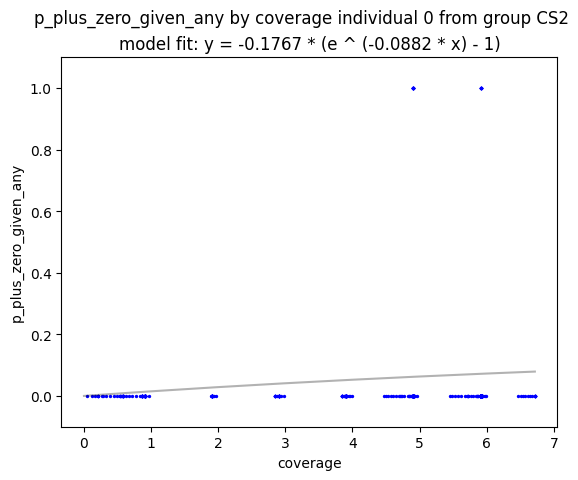 p_plus_zero_given_any by coverage individual 0 from group CS2
model fit: y = -0.1767 * (e ^ (-0.0882 * x) - 1)
1.0
0.8
0.6
0.4
0.2
0.0
p_plus_zero_given_any
0 1 2 3 4 5 6 7
coverage